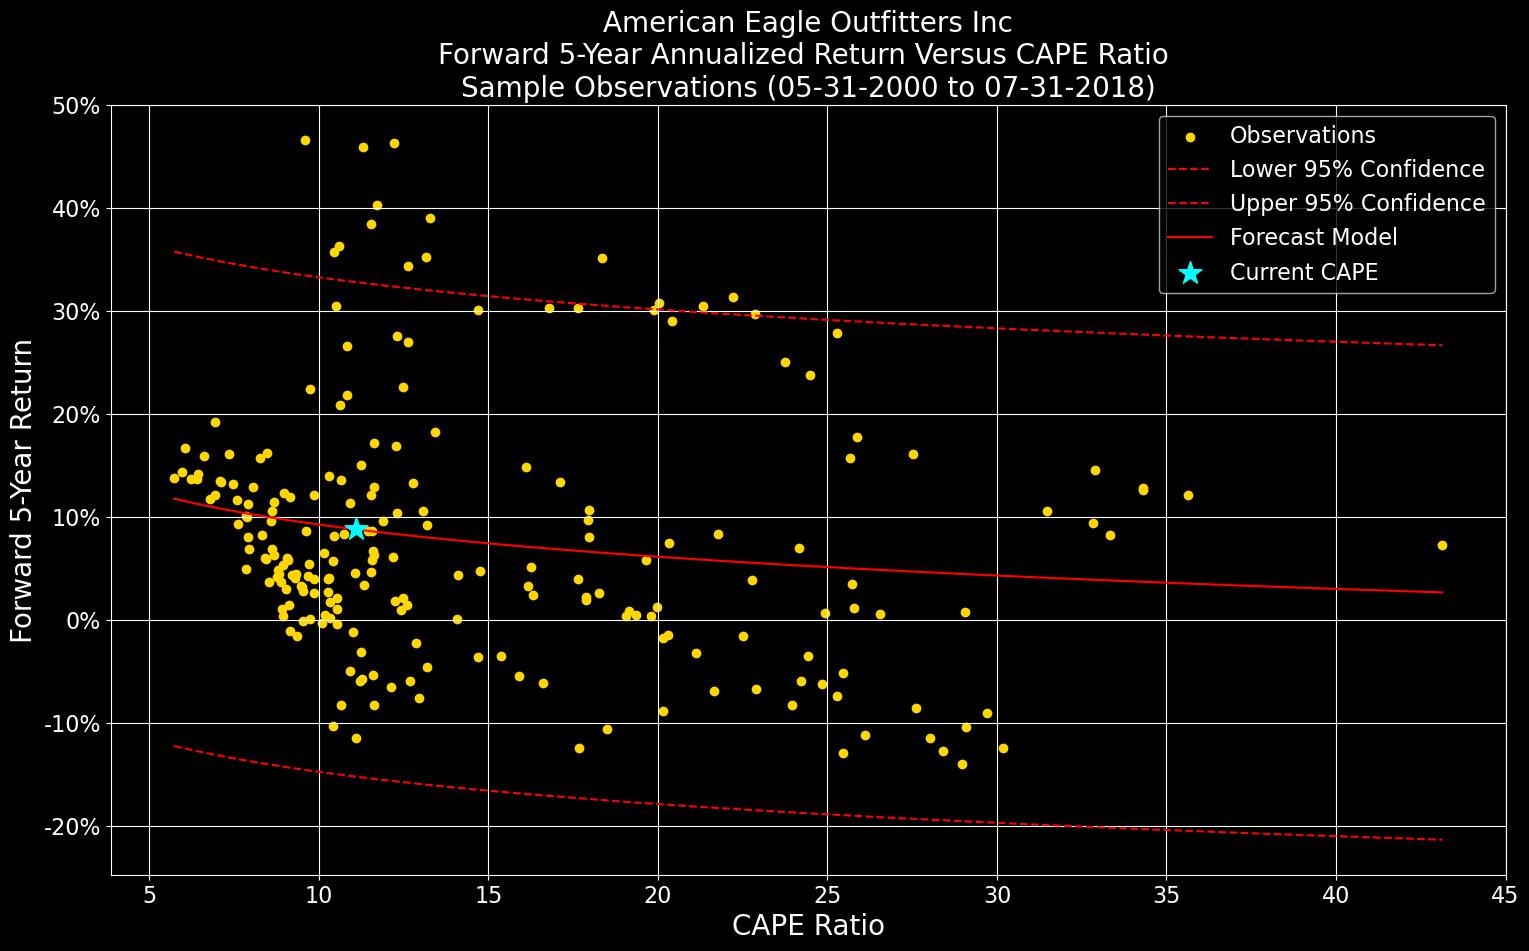 American Eagle Outfitters Inc
Forward 5-Year Annualized Return Versus CAPE Ratio
Sample Observations (05-31-2000 to 07-31-2018)
50%
40%
30%
20%
10%
0%
-10%
-20%
Forward 5-Year Return
Observations
Lower 95% Confidence
Upper 95% Confidence
Forecast Model
Current CAPE
5
10
15
20
25
30
35
40
45
CAPE Ratio